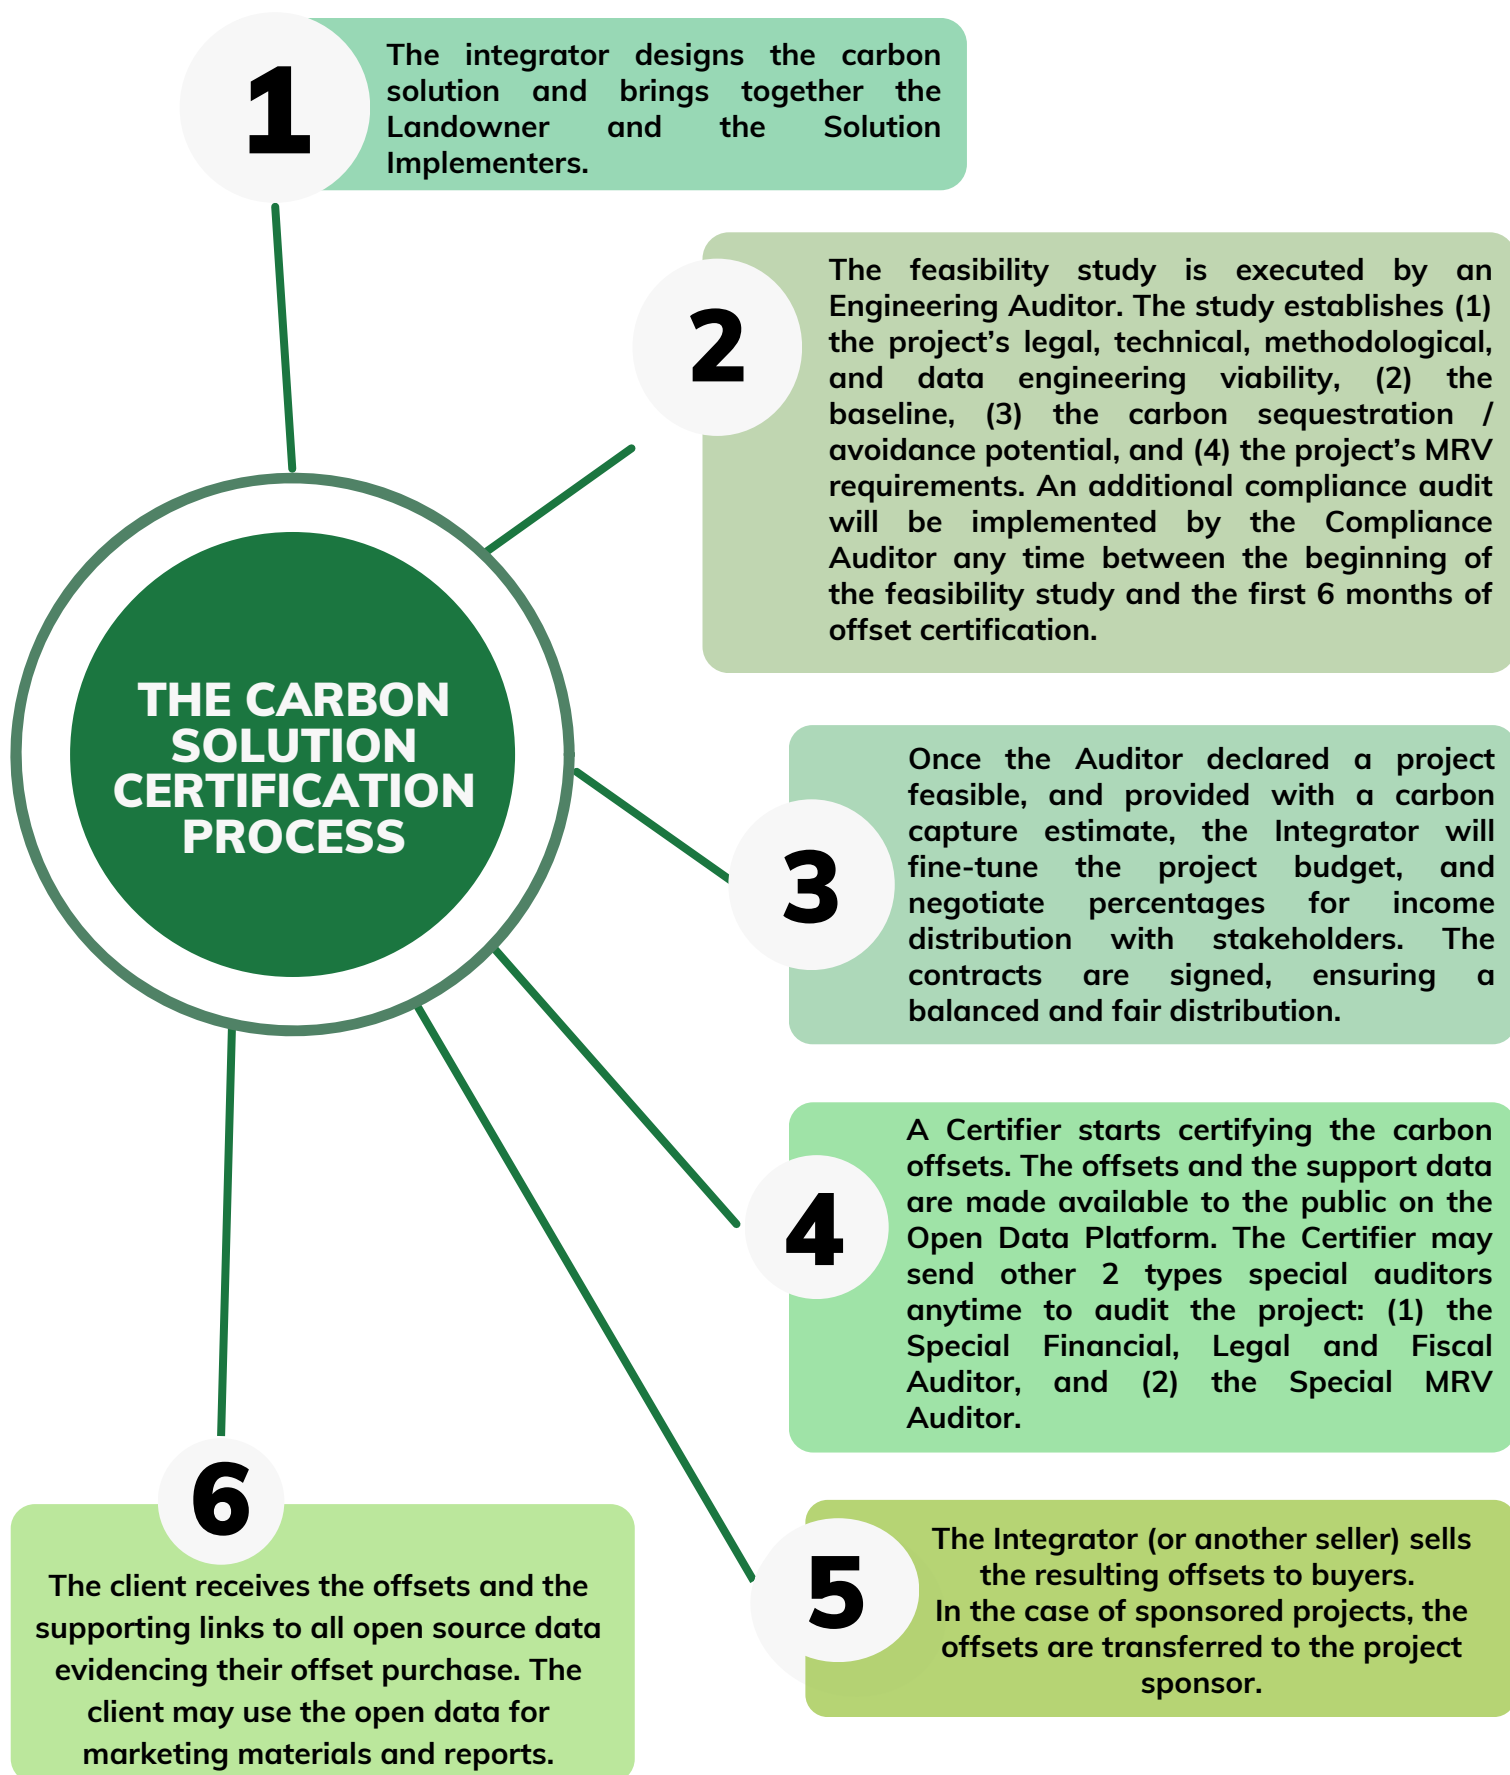 1
The integrator designs the carbon
solution and brings together the
Landowner and the Solution
Implementers.
2
The feasibility study is executed by an
Engineering Auditor. The study establishes (1)
the project’s legal, technical, methodological,
and data engineering viability, (2) the
baseline, (3) the carbon sequestration /
avoidance potential, and (4) the project’s MRV
requirements. An additional compliance audit
will be implemented by the Compliance
Auditor any time between the beginning of
the feasibility study and the first 6 months of
offset certification.
THE CARBON
SOLUTION
CERTIFICATION
PROCESS
3
Once the Auditor declared a project
feasible, and provided with a carbon
capture estimate, the Integrator will
fine-tune the project budget, and
negotiate percentages for income
distribution with stakeholders. The
contracts are signed, ensuring a
balanced and fair distribution.
4
A Certifier starts certifying the carbon
offsets. The offsets and the support data
are made available to the public on the
Open Data Platform. The Certifier may
send other 2 types special auditors
anytime to audit the project: (1) the
Special Financial, Legal and Fiscal
Auditor, and (2) the Special MRV
Auditor.
5
The Integrator (or another seller) sells
the resulting offsets to buyers.
In the case of sponsored projects, the
offsets are transferred to the project
sponsor.
6
The client receives the offsets and the
supporting links to all open source data
evidencing their offset purchase. The
client may use the open data for
marketing materials and reports.